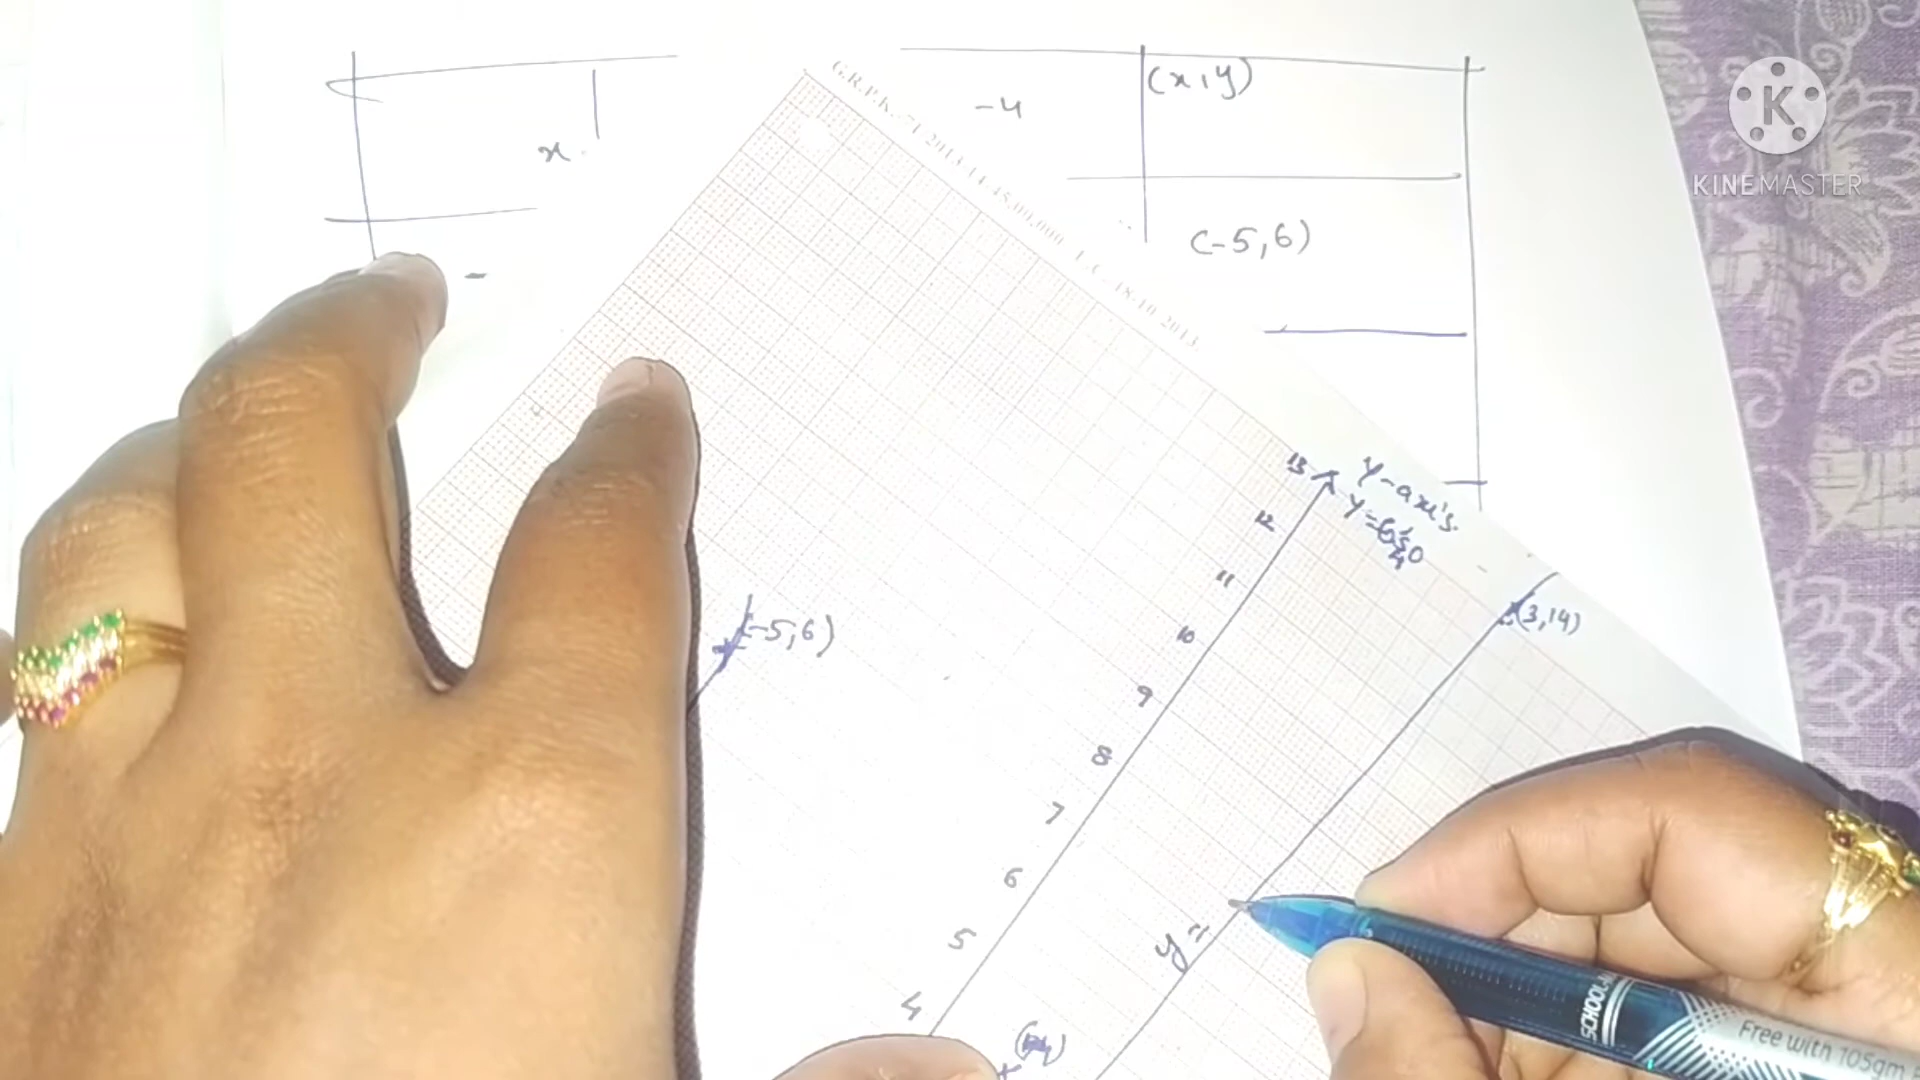 (x,y)
-4
x
(-5,6)
KINEMASTER
13
Y-axis
12
11
(3,14)
(-5,6)
10
9
8
7
6
5
y=
4
SCHOOL
Free with 105gm